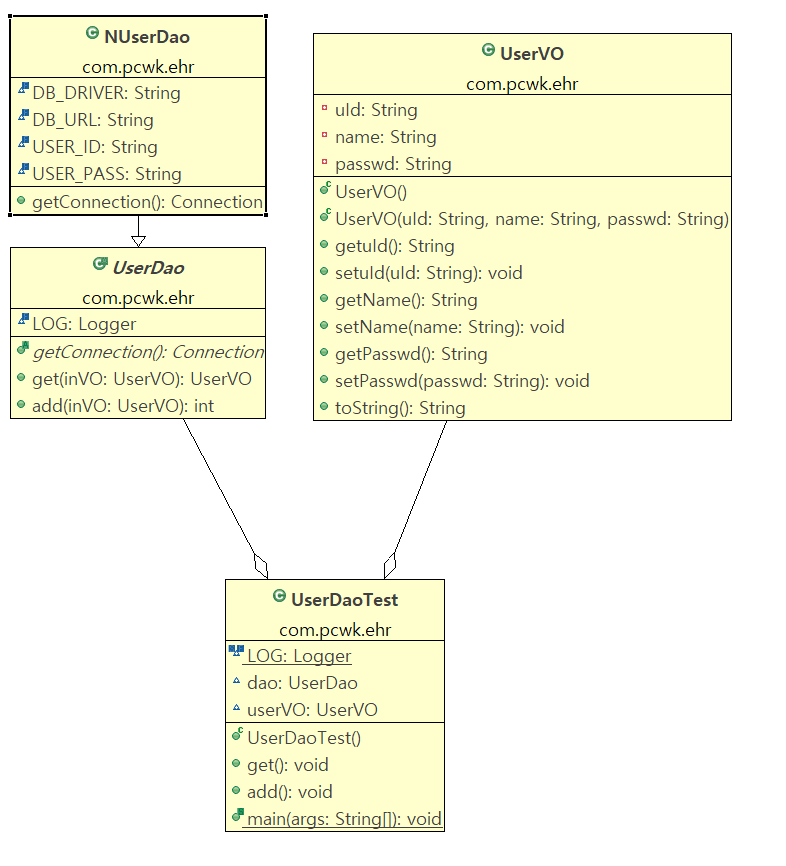 NUserDao
com.pcwk.ehr
DB_DRIVER: String
DB_URL: String
USER_ID: String
USER_PASS: String
getConnection(): Connection
UserDao
com.pcwk.ehr
LOG: Logger
getConnection(): Connection
get(inVO: UserVO): UserVO
add(inVO: UserVO): int
UserVO
com.pcwk.ehr
uId: String
name: String
passwd: String
UserVO()
UserVO(uId: String, name: String, passwd: String)
getuId(): String
setuId(uId: String): void
getName(): String
setName(name: String): void
getPasswd(): String
setPasswd(passwd: String): void
toString(): String
UserDaoTest
com.pcwk.ehr
LOG: Logger
dao: UserDao
userVO: UserVO
UserDaoTest()
get(): void
add(): void
main(args: String[]): void